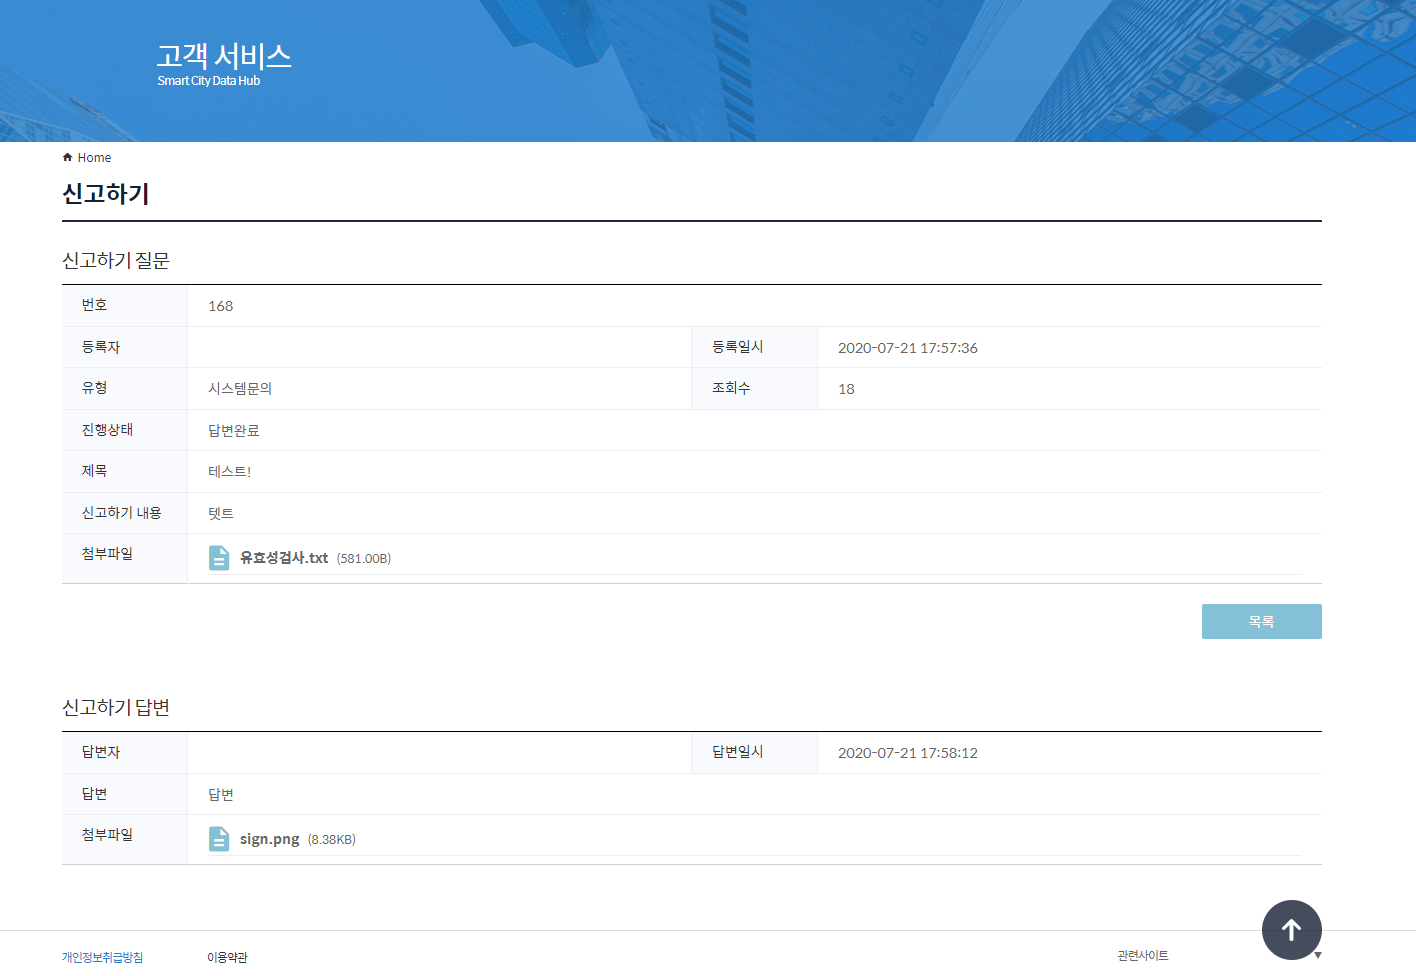 고객 서비스
Smart City Data Hub
Home
신고하기
신고하기 질문
번호 168
등록자 등록일시 2020-07-21 17:57:36
유형 시스템문의 조회수 18
진행상태 답변완료
제목 테스트!
신고하기 내용 텟트
첨부파일 유효성검사.txt (581.00B)
목록
신고하기 답변
답변자 답변일시 2020-07-21 17:58:12
답변 답변
첨부파일 sign.png (8.38KB)
개인정보취급방침 이용약관 관련사이트